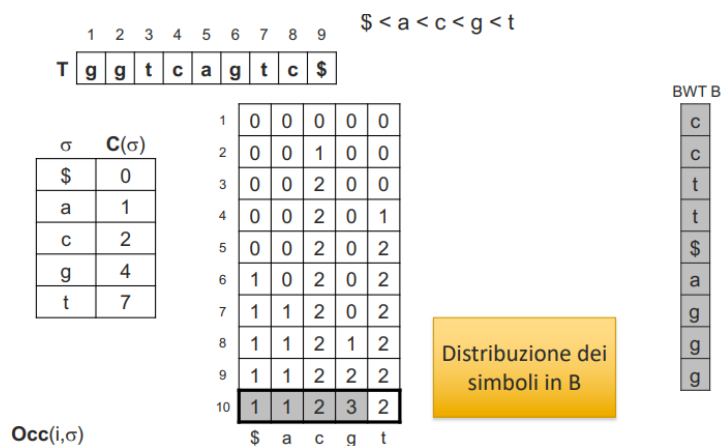 $ < a < c < g < t
1 2 3 4 5 6 7 8 9
T g g t c a g t c $
BWT B
c
c
t
t
$
a
g
g
g
σ C(σ)
$ 0
a 1
c 2
g 4
t 7
1 0 0 0 0 0
2 0 0 1 0 0
3 0 0 2 0 0
4 0 0 2 0 1
5 0 0 2 0 2
6 1 0 2 0 2
7 1 1 2 0 2
8 1 1 2 1 2
9 1 1 2 2 2
10 1 1 2 3 2
$ a c g t
Occ(i,σ)
Distribuzione dei
simboli in B